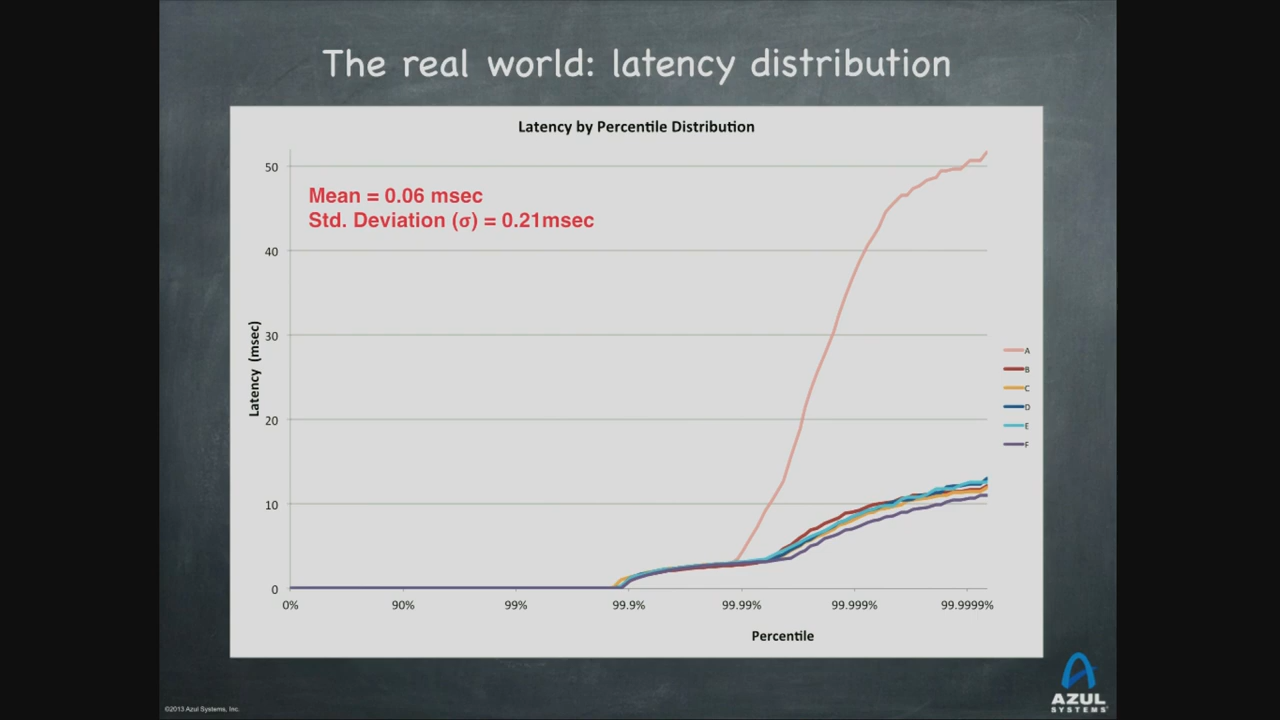 The real world: latency distribution
Latency by Percentile Distribution
Mean = 0.06 msec
Std. Deviation (σ) = 0.21msec
50
40
30
20
10
0
Latency (msec)
0% 90% 99% 99.9% 99.99% 99.999% 99.9999%
Percentile
A
B
C
D
E
F
©2013 Azul Systems, Inc.
AZUL
SYSTEMS